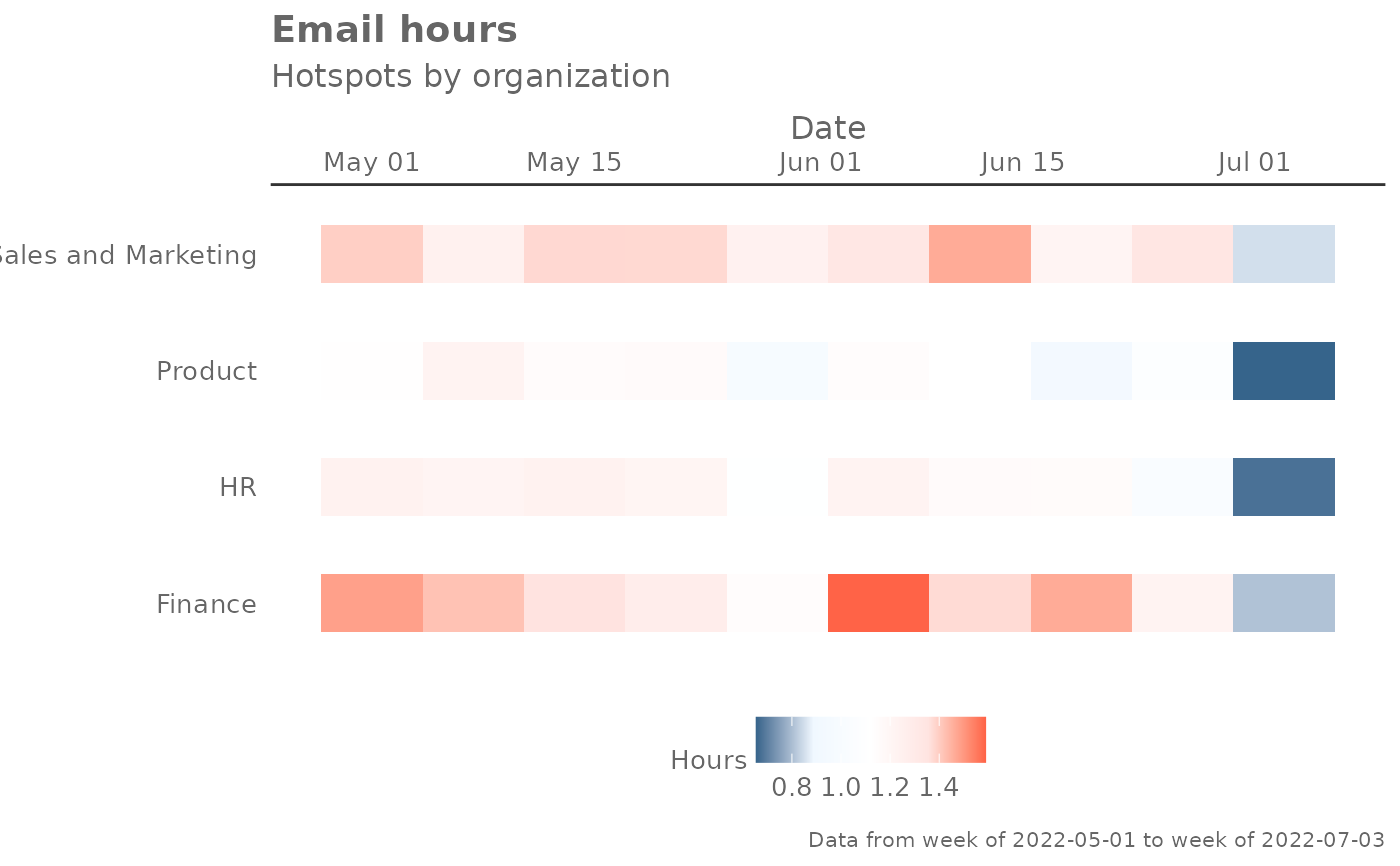 Email hours
Hotspots by organization
Date
May 01 May 15 Jun 01 Jun 15 Jul 01
Sales and Marketing
Product
HR
Finance
Hours
0.8 1.0 1.2 1.4
Data from week of 2022-05-01 to week of 2022-07-03